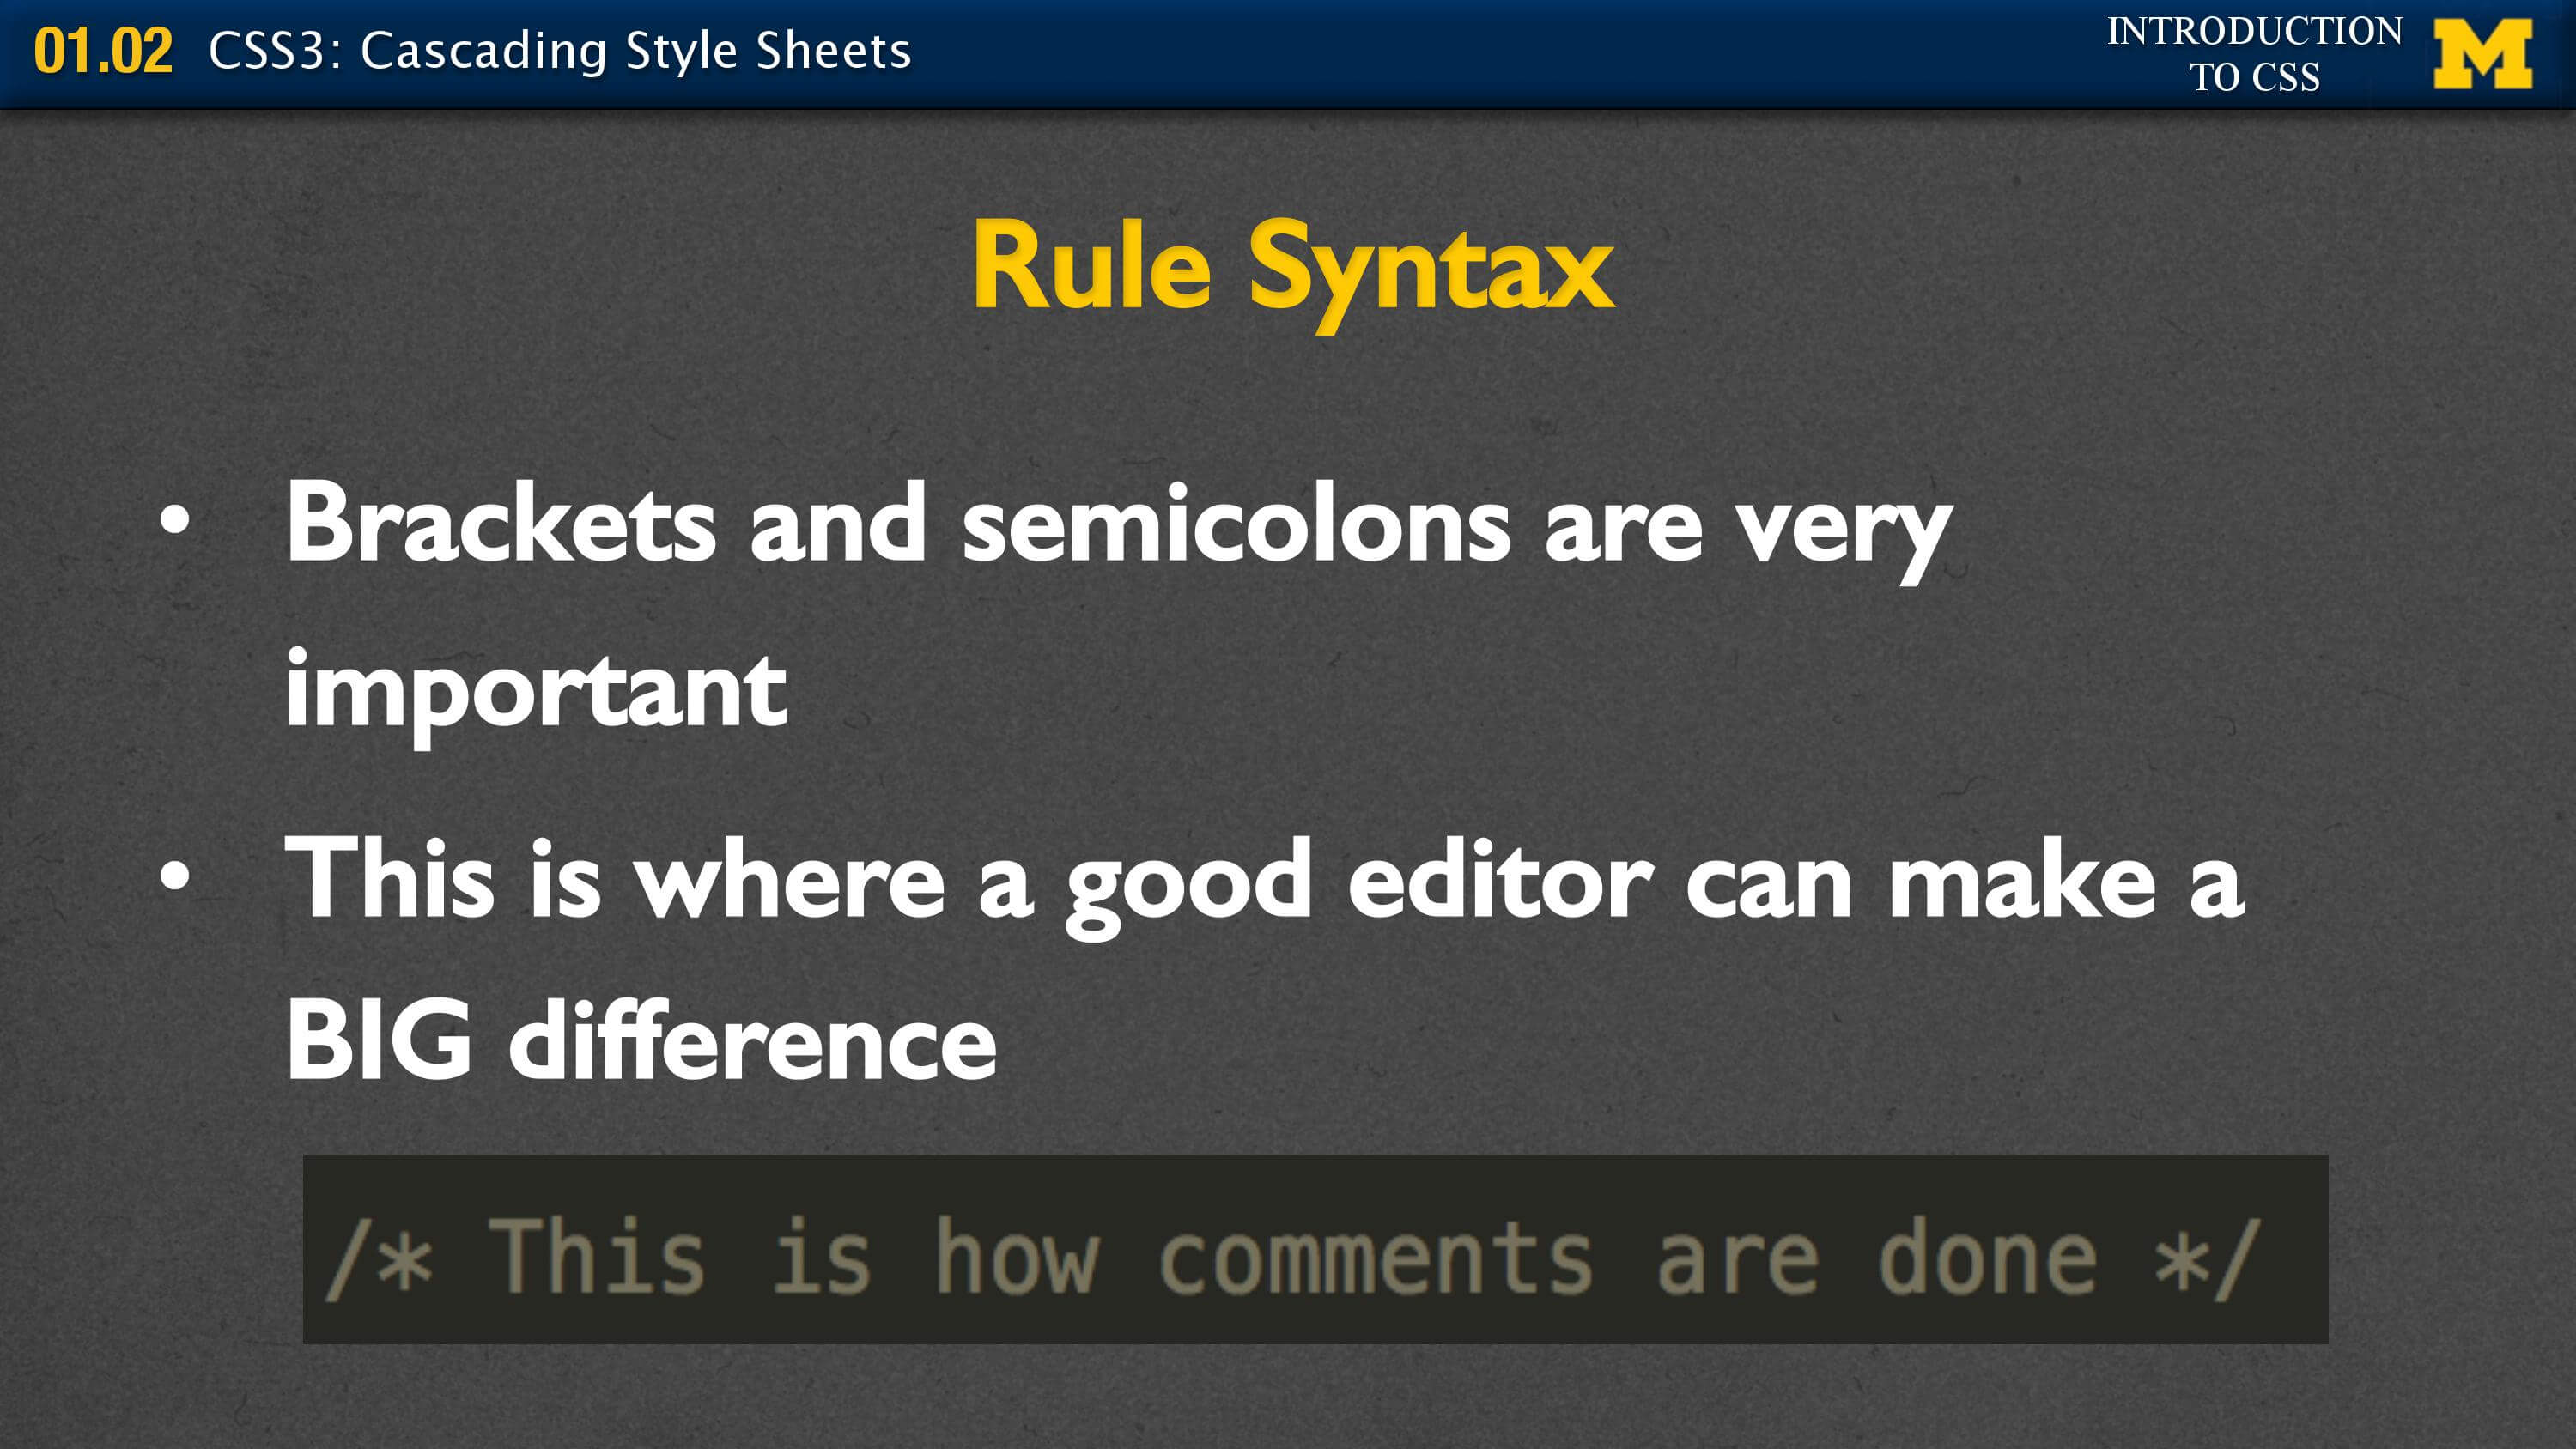 01.02 CSS3: Cascading Style Sheets
INTRODUCTION
TO CSS
M
Rule Syntax
• Brackets and semicolons are very
important
• This is where a good editor can make a
BIG difference
/* This is how comments are done */